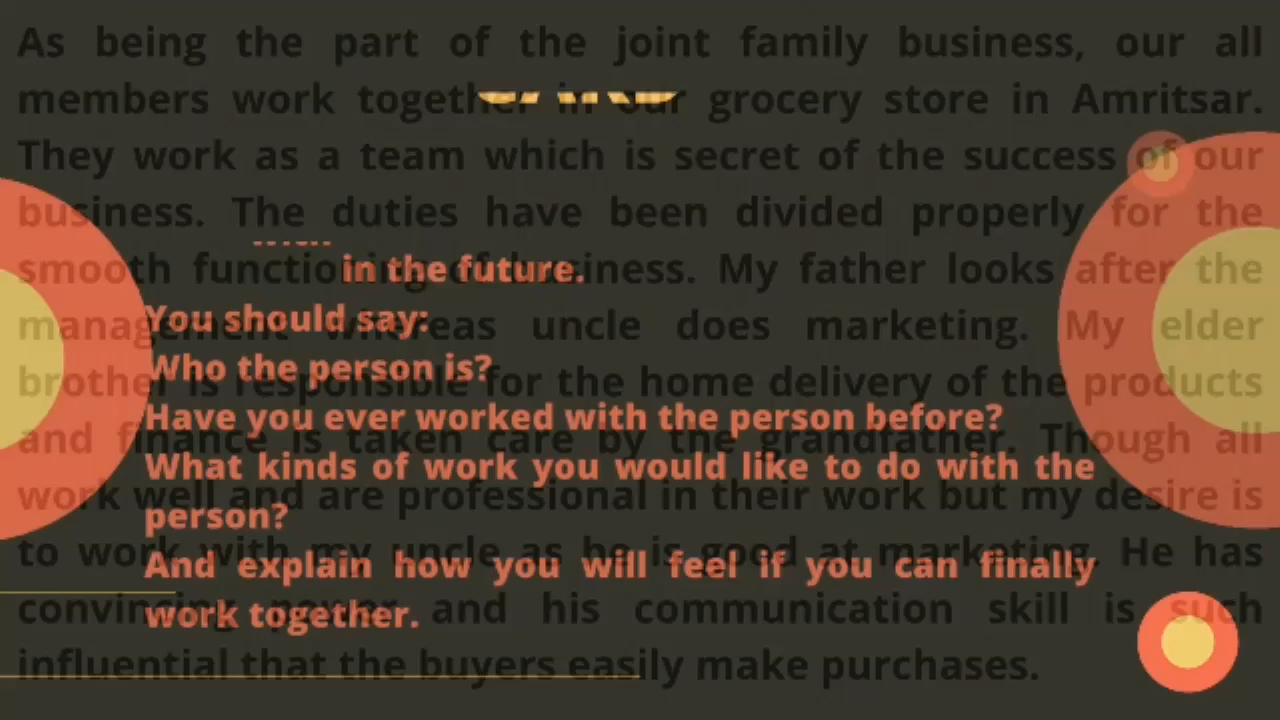 As being the part of the joint family business, our all
members work together in our grocery store in Amritsar.
They work as a team which is secret of the success of our
business. The duties have been divided properly for the
smooth functioning of business. My father looks after the
management whereas uncle does marketing. My elder
brother is responsible for the home delivery of the products
and finance is taken care by the grandfather. Though all
work well and are professional in their work but my desire is
to work with my uncle as he is good at marketing. He has
convincing power and his communication skill is such
influential that the buyers easily make purchases.
in the future.
You should say:
Who the person is?
Have you ever worked with the person before?
What kinds of work you would like to do with the
person?
And explain how you will feel if you can finally
work together.